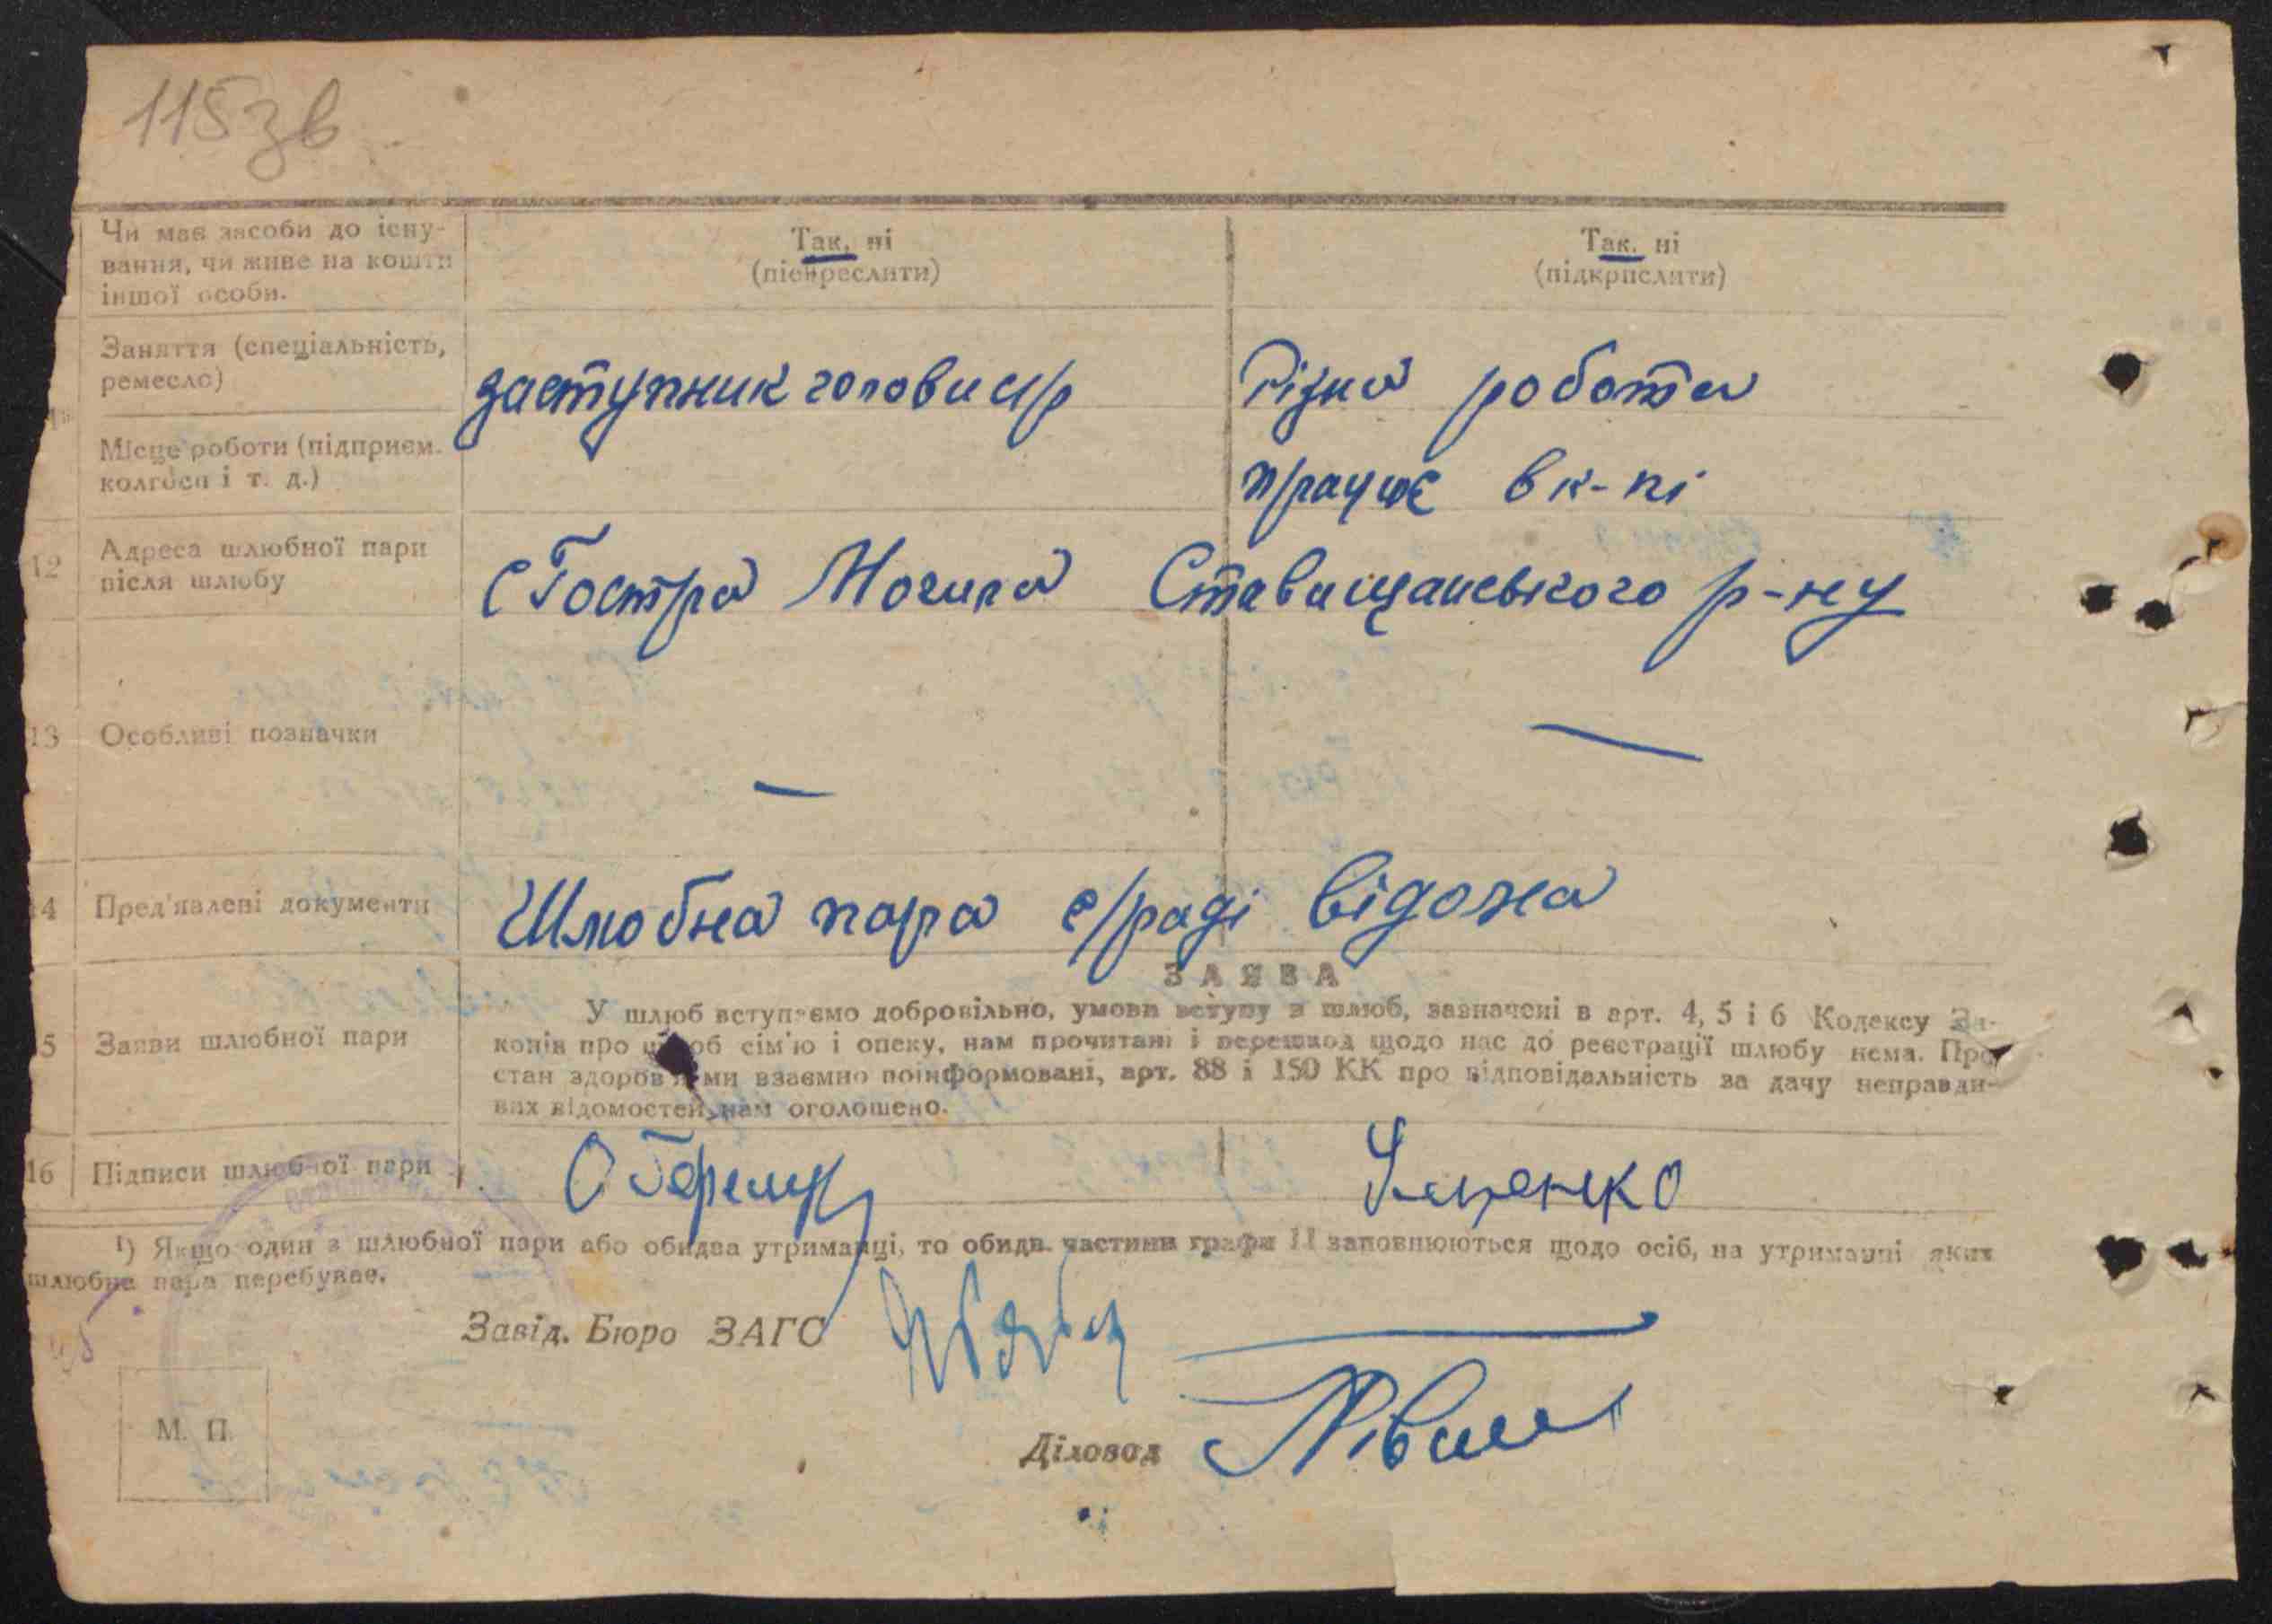 115зв
Чи має засоби до існу-
вання, чи живе на кошти
іншої особи.
Так, ні
(підкреслити)
Так. ні
(підкрислити)
Заняття (спеціальність,
ремесло)
заступник голови с/р
Різна робота
Місце роботи (підприєм.
колгосп і т. д.)
працює в к-пі
12
Адреса шлюбної пари
після шлюбу
с Гостра Могила Ставищанського р-ну
13
Особливі позначки
—
—
14
Пред'явлені документи
Шлюбна пара с/раді відома
ЗАЯВА
5
Заяви шлюбної пари
У шлюб вступаємо добровільно, умови вступу в шлюб, зазначені в арт. 4, 5 і 6 Кодексу За-
конів про шлюб сім'ю і опеку, нам прочитані і перешкод щодо нас до реєстрації шлюбу нема. Про
стан здоров'я ми взаємно поінформовані, арт. 88 і 150 КК про відповідальність за дачу неправди-
вих відомостей нам оголошено.
16
Підписи шлюбної пари
О
¹) Якщо один з шлюбної пари або обидва утриманці, то обидві частини графи 11 заповнюються щодо осіб, на утриманні яких
шлюбна пара перебуває.
Завід. Бюро ЗАГС
Діловод
М. П.